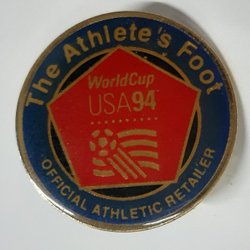 The Athlete's Foot
WorldCup
USA94
OFFICIAL ATHLETIC RETAILER